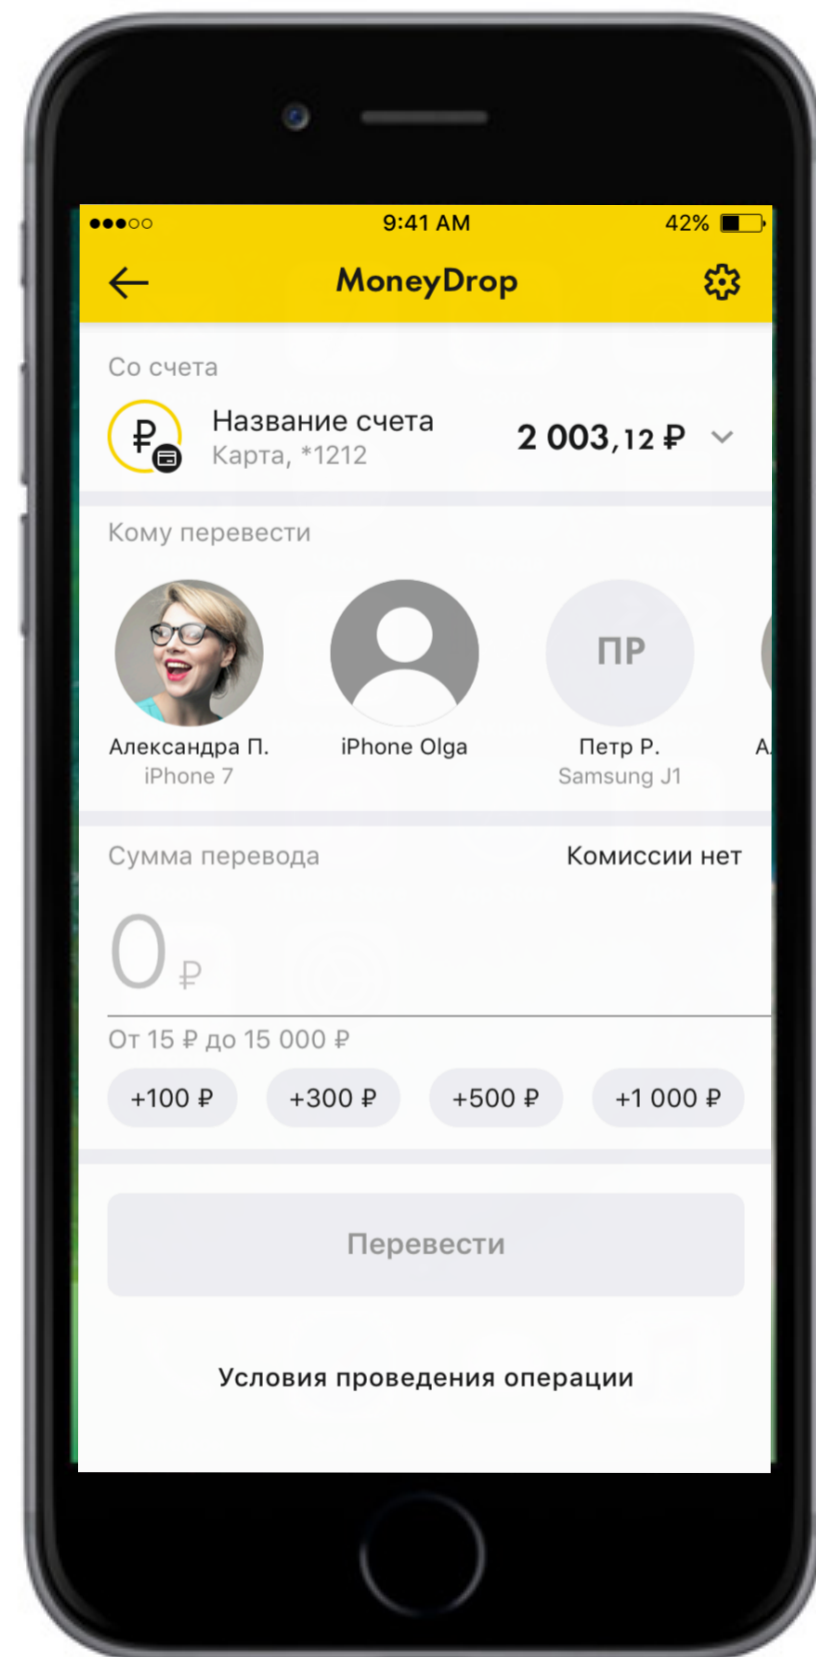 9:41 AM
42%
MoneyDrop
Со счета
Название счета
Карта, *1212
2 003,12 ₽
Кому перевести
ПР
Александра П.
iPhone 7
iPhone Olga
Петр Р.
Samsung J1
А.
Сумма перевода
Комиссии нет
0 ₽
От 15 ₽ до 15 000 ₽
+100 ₽
+300 ₽
+500 ₽
+1 000 ₽
Перевести
Условия проведения операции